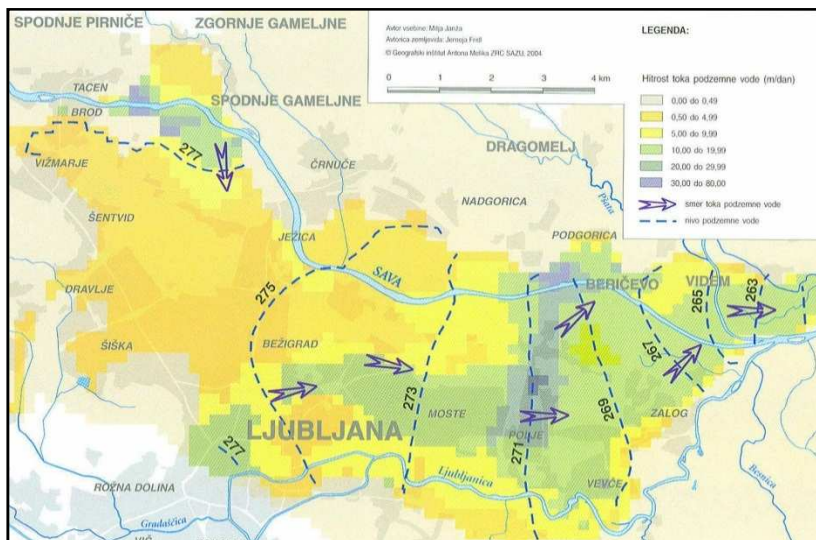 SPODNJE PIRNIČE
ZGORNJE GAMELJNE
Avtor vsebine: Mitja Janža
Avtorica zemljevida: Jerneja Fridl
© Geografski inštitut Antona Melika ZRC SAZU, 2004
0 1 2 3 4 km
LEGENDA:
Hitrost toka podzemne vode (m/dan)
0,00 do 0,49
0,50 do 4,99
5,00 do 9,99
10,00 do 19,99
20,00 do 29,99
30,00 do 80,00
smer toka podzemne vode
nivo podzemne vode
TACEN
BROD
SPODNJE GAMELJNE
VIŽMARJE
277
ČRNUČE
DRAGOMELJ
Pšata
NADGORICA
ŠENTVID
JEŽICA
PODGORICA
SAVA
275
BERIČEVO
VIDEM
265
263
DRAVLJE
ŠIŠKA
BEŽIGRAD
267
273
MOSTE
269
ZALOG
LJUBLJANA
277
271
POLJE
ROŽNA DOLINA
Ljubljanica
VEVČE
Besnica
Gradaščica
VIČ